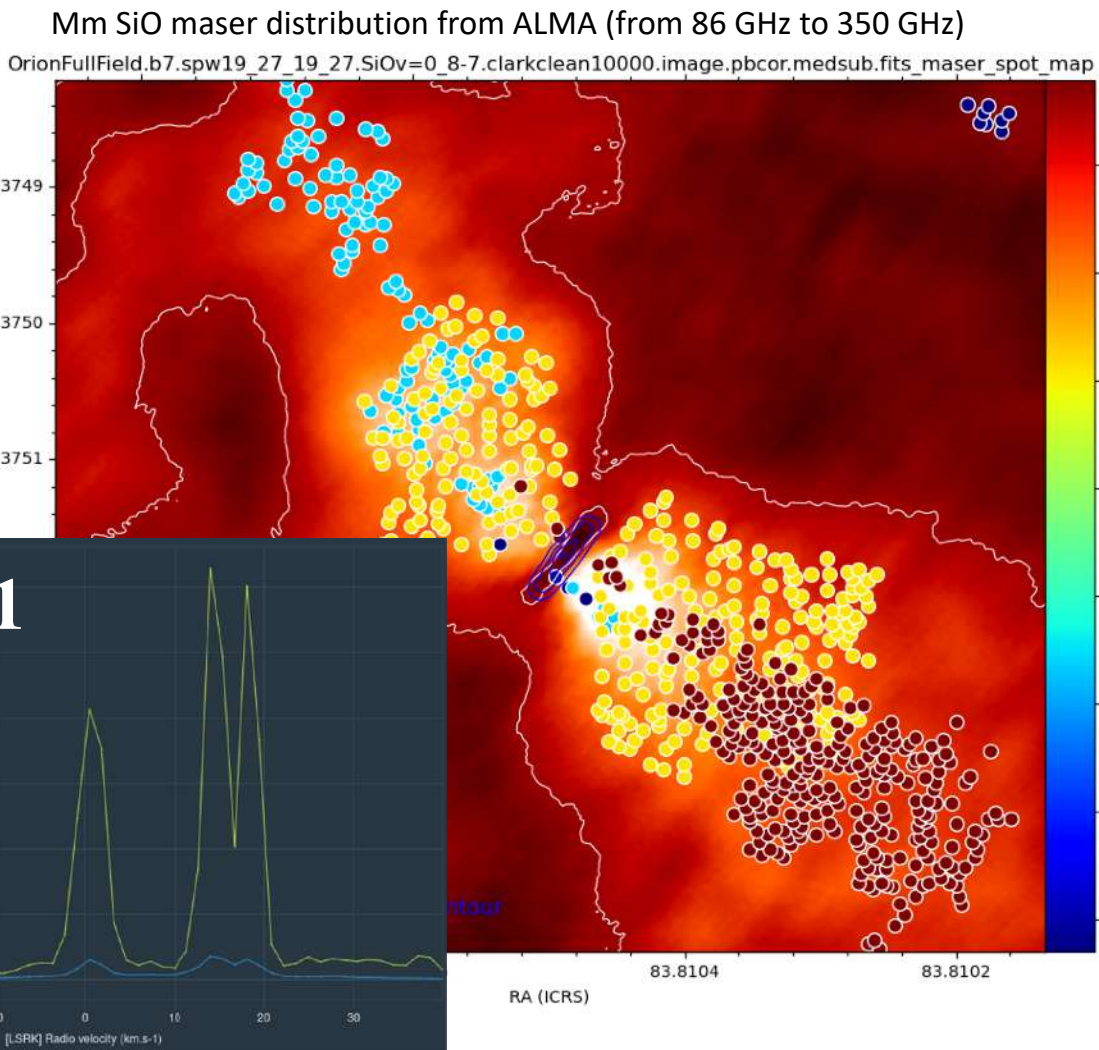 Mm SiO maser distribution from ALMA (from 86 GHz to 350 GHz)
OrionFullField.b7.spw19_27_19_27.SiOv=0_8-7.clarkclean10000.image.pbcor.medsub.fits_maser_spot_map
3749
3750
3751
ntour
83.8104
83.8102
RA (ICRS)
0
10
20
30
[LSRK] Radio velocity (km.s-1)